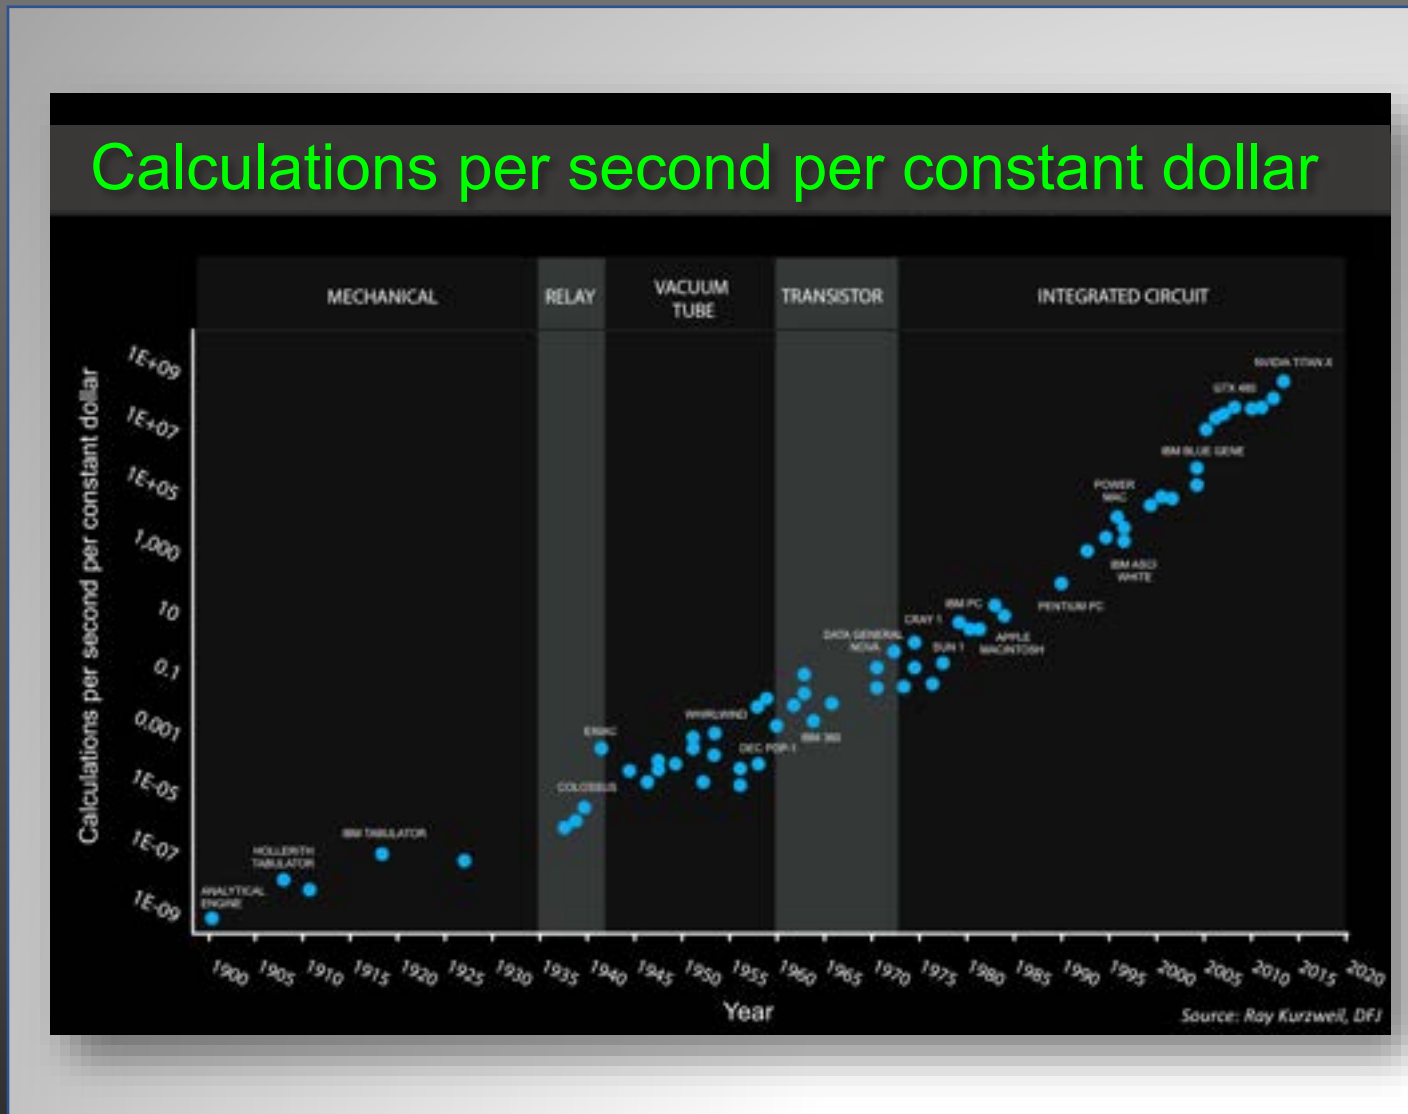 Calculations per second per constant dollar
MECHANICAL
RELAY
VACUUM
TUBE
TRANSISTOR
INTEGRATED CIRCUIT
Calculations per second per constant dollar
1E+09
1E+07
1E+05
1,000
10
0.1
0.001
1E-05
1E-07
1E-09
ANALYTICAL
ENGINE
HOLLERITH
TABULATOR
IBM TABULATOR
COLOSSUS
ENIAC
WHIRLWIND
DEC PDP-1
IBM 360
DATA GENERAL
NOVA
CRAY 1
SUN 1
IBM PC
APPLE
MACINTOSH
PENTIUM PC
POWER
MAC
IBM ASCI
WHITE
IBM BLUE GENE
GTX 480
NVIDIA TITAN X
1900 1905 1910 1915 1920 1925 1930 1935 1940 1945 1950 1955 1960 1965 1970 1975 1980 1985 1990 1995 2000 2005 2010 2015 2020
Year
Source: Ray Kurzweil, DFJ